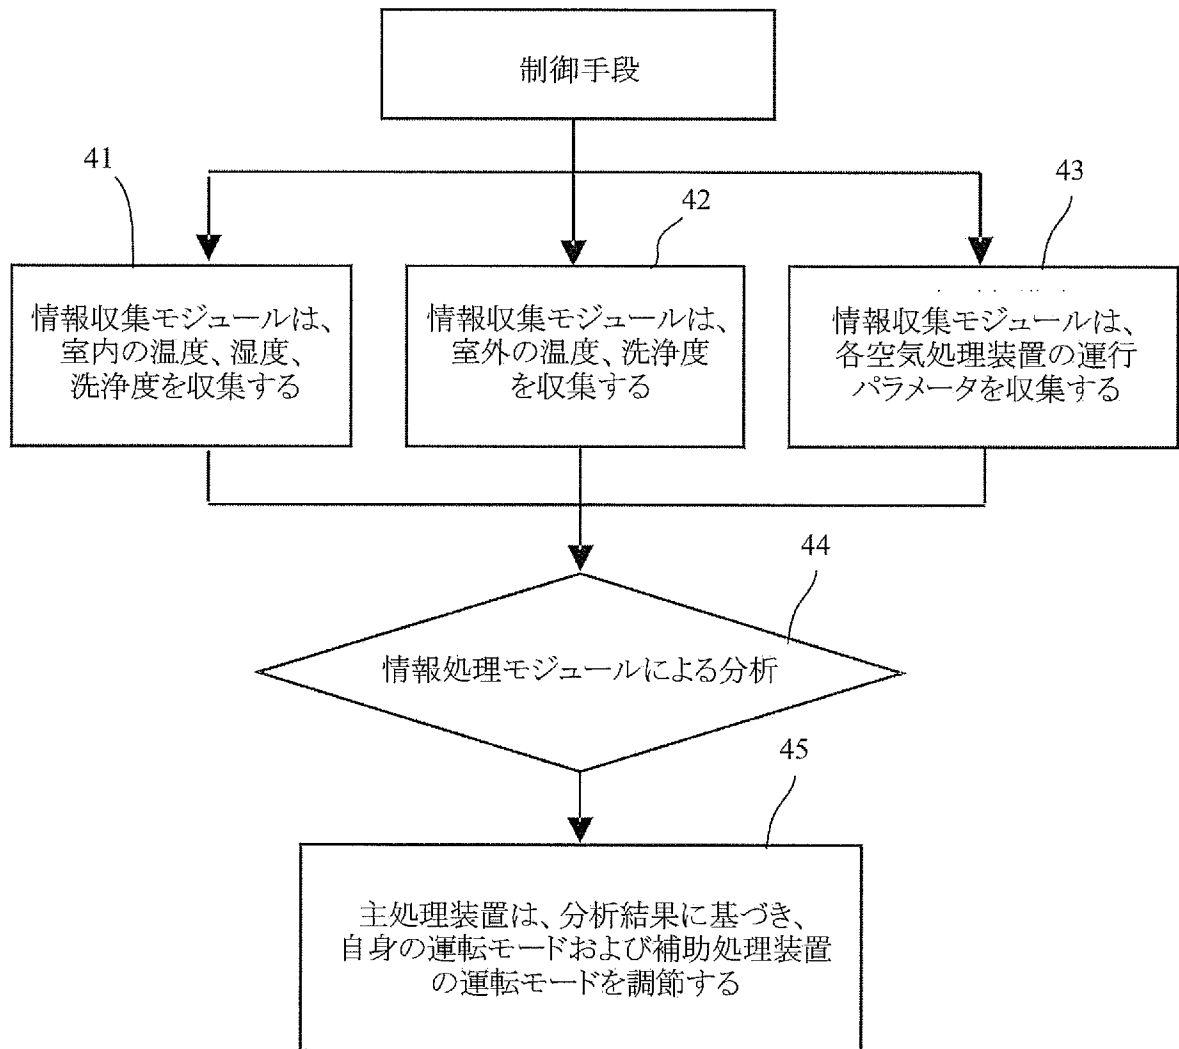 制御手段
41
42
43
情報収集モジュールは、
室内の温度、湿度、
洗浄度を収集する
情報収集モジュールは、
室外の温度、洗浄度
を収集する
情報収集モジュールは、
各空気処理装置の運行
パラメータを収集する
44
情報処理モジュールによる分析
45
主処理装置は、分析結果に基づき、
自身の運転モードおよび補助処理装置
の運転モードを調節する